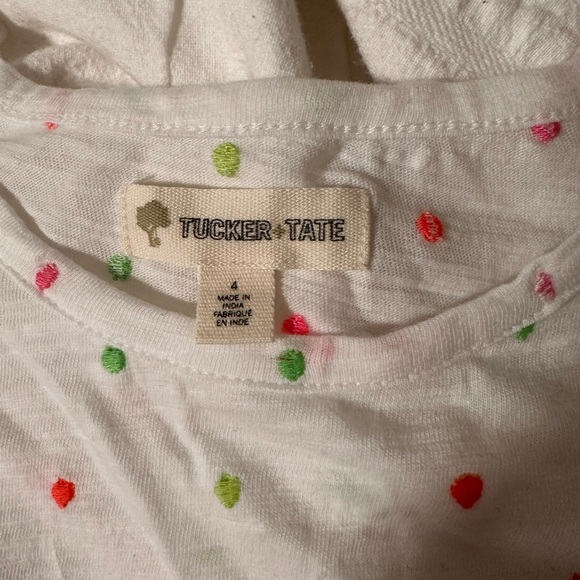 TUCKER+TATE
4
MADE IN
INDIA
FABRIQUÉ
EN INDE